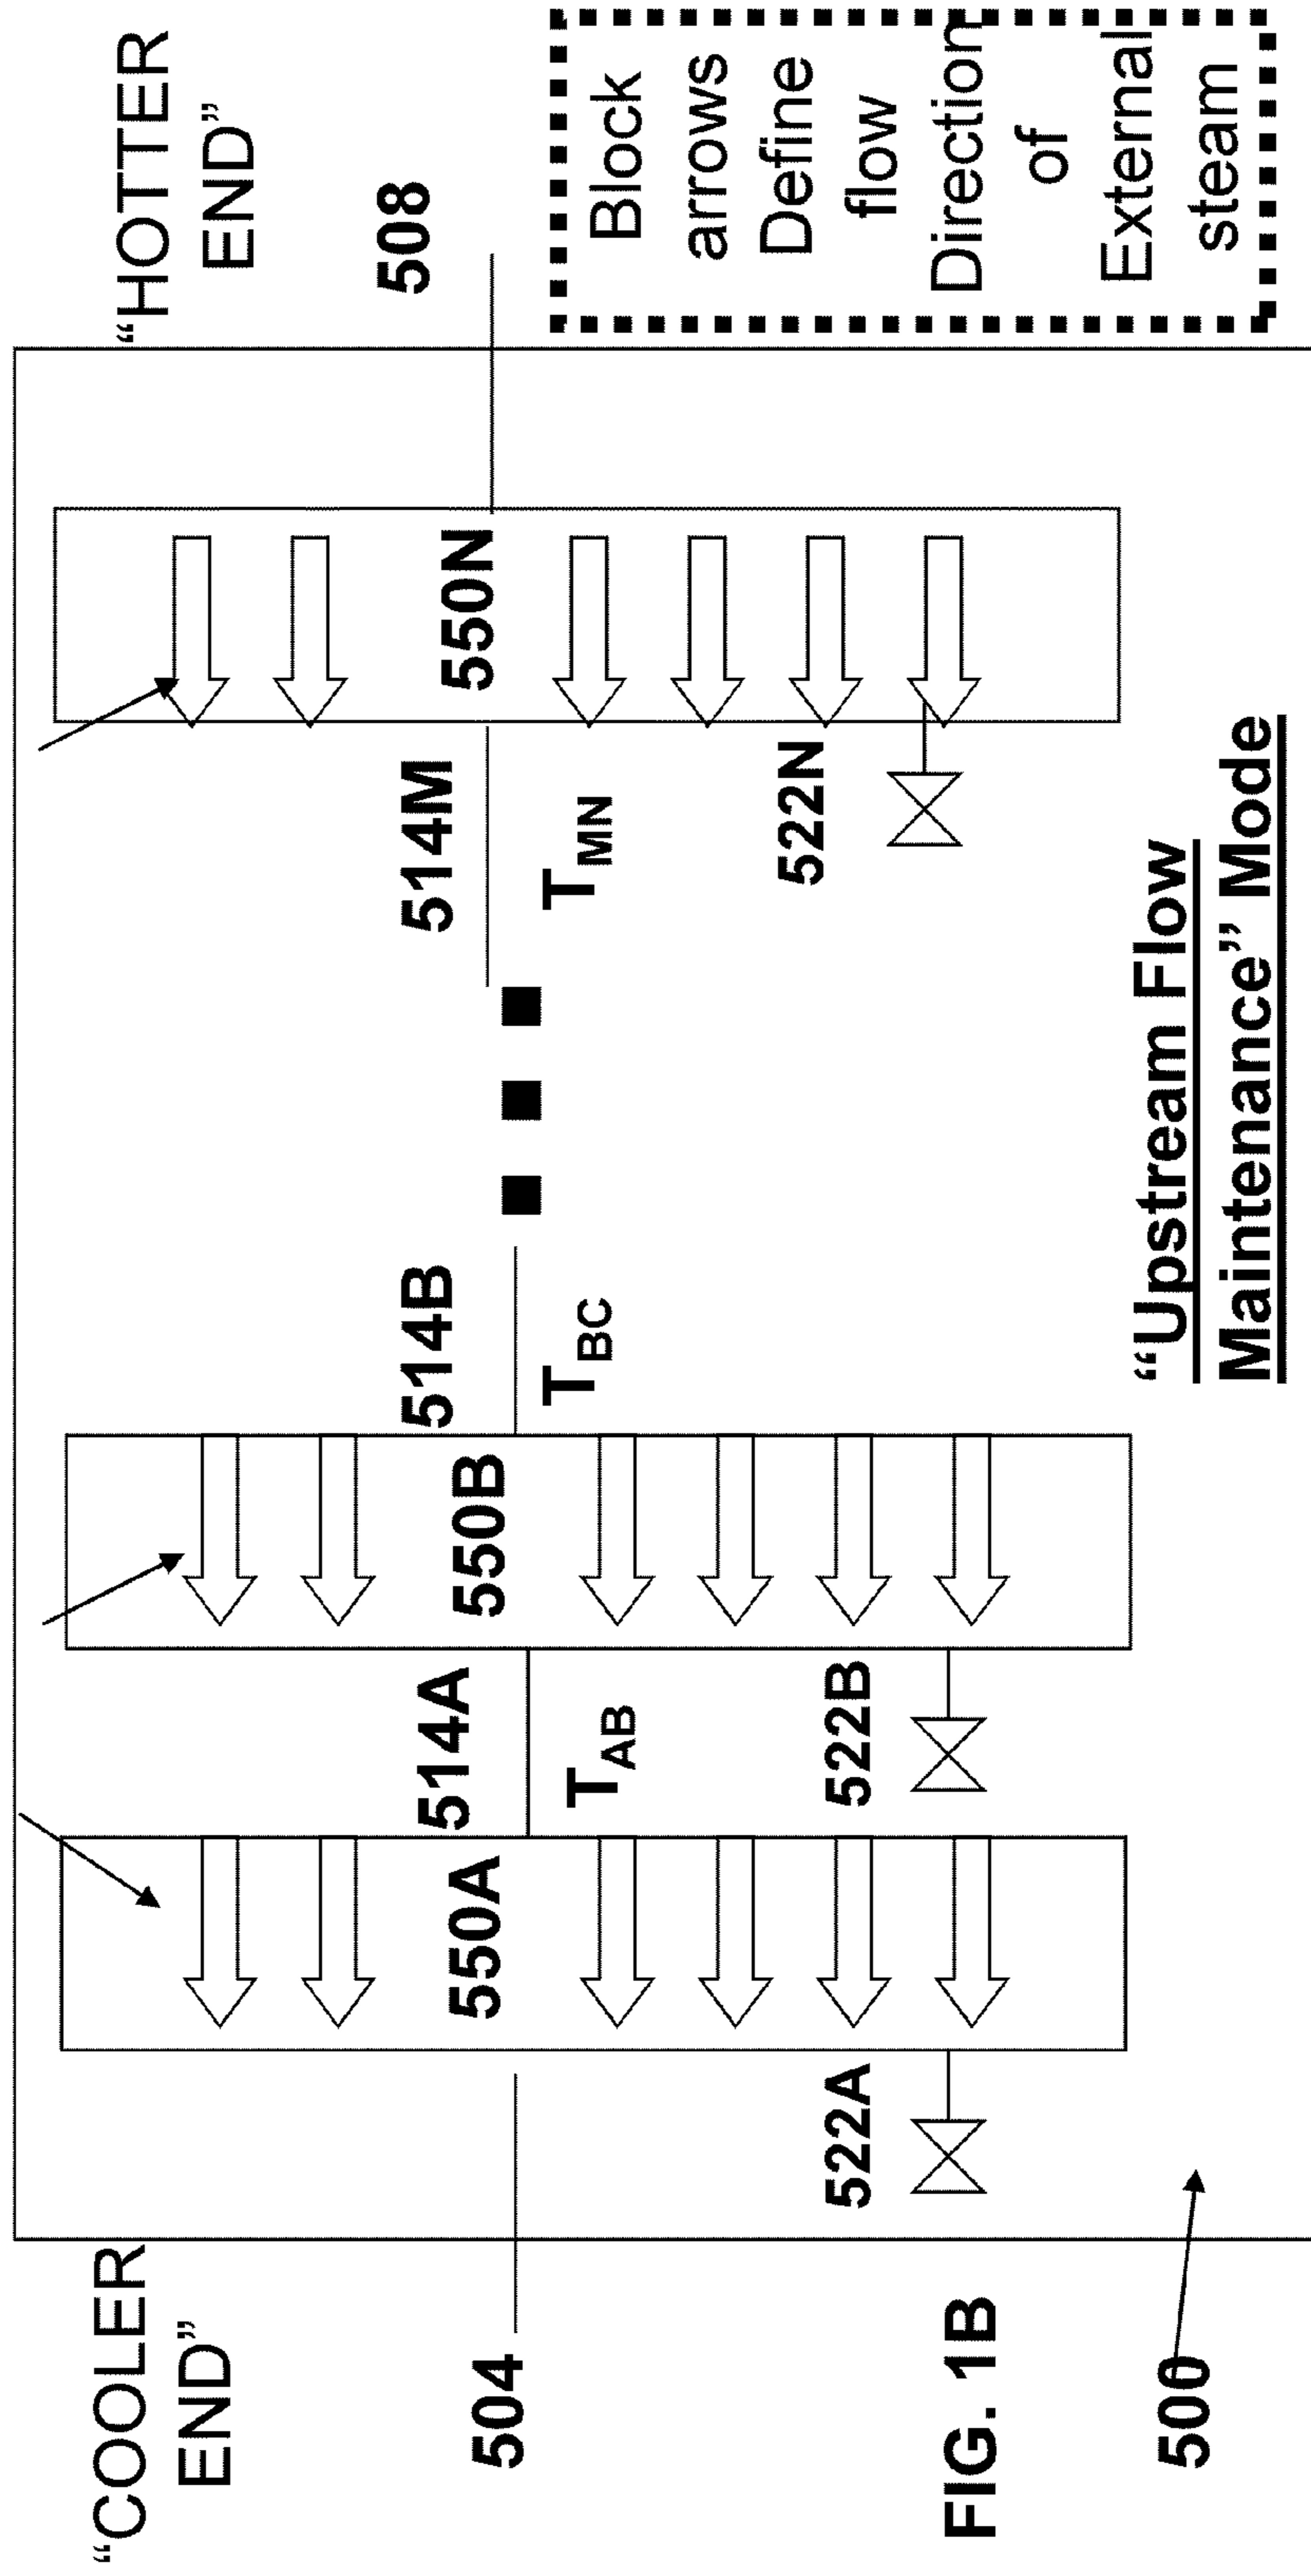 “COOLER
END”
“HOTTER
END”
504
508
550A
514A
550B
514B
514M
550N
T_AB
T_BC
T_MN
522A
522B
522N
Block
arrows
Define
flow
Direction
of
External
steam
“Upstream Flow
Maintenance” Mode
FIG. 1B
500